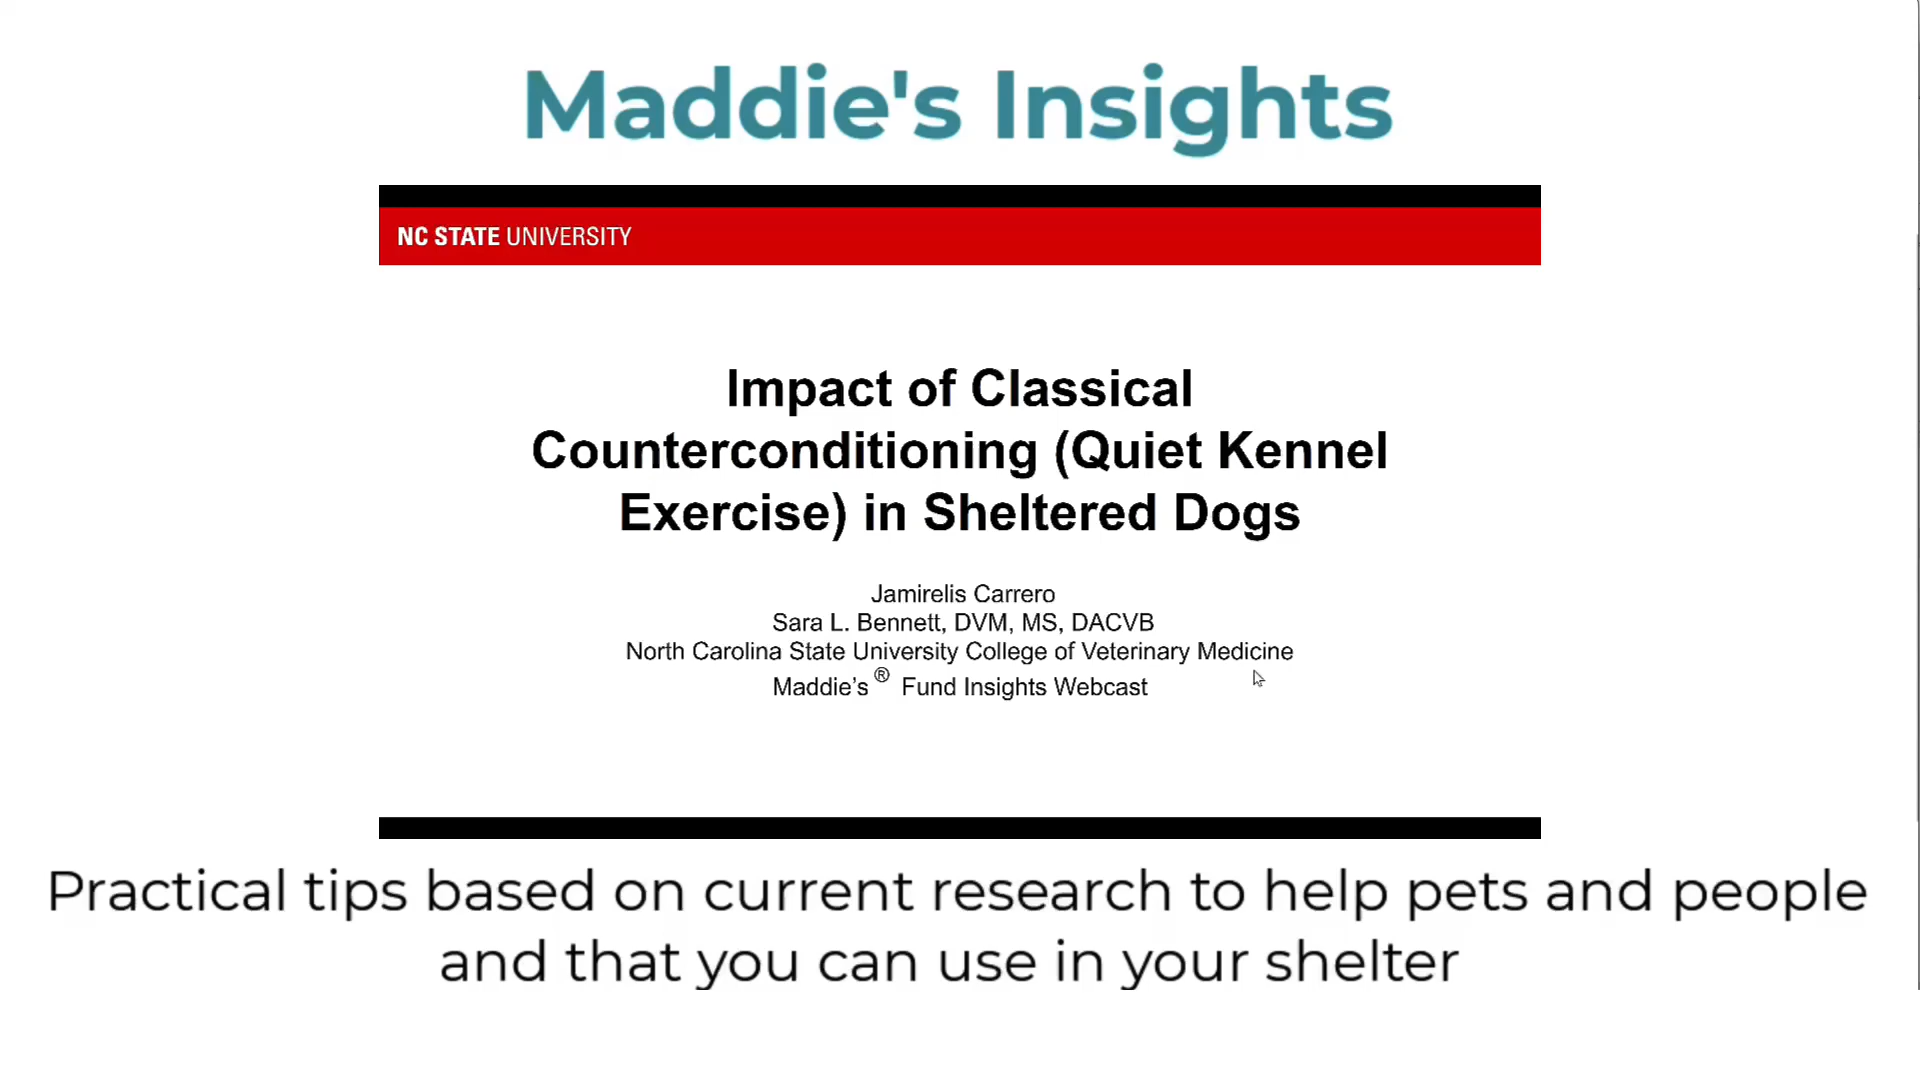 Maddie's Insights
NC STATE UNIVERSITY
Impact of Classical
Counterconditioning (Quiet Kennel
Exercise) in Sheltered Dogs
Jamirelis Carrero
Sara L. Bennett, DVM, MS, DACVB
North Carolina State University College of Veterinary Medicine
Maddie’s ® Fund Insights Webcast
Practical tips based on current research to help pets and people
and that you can use in your shelter